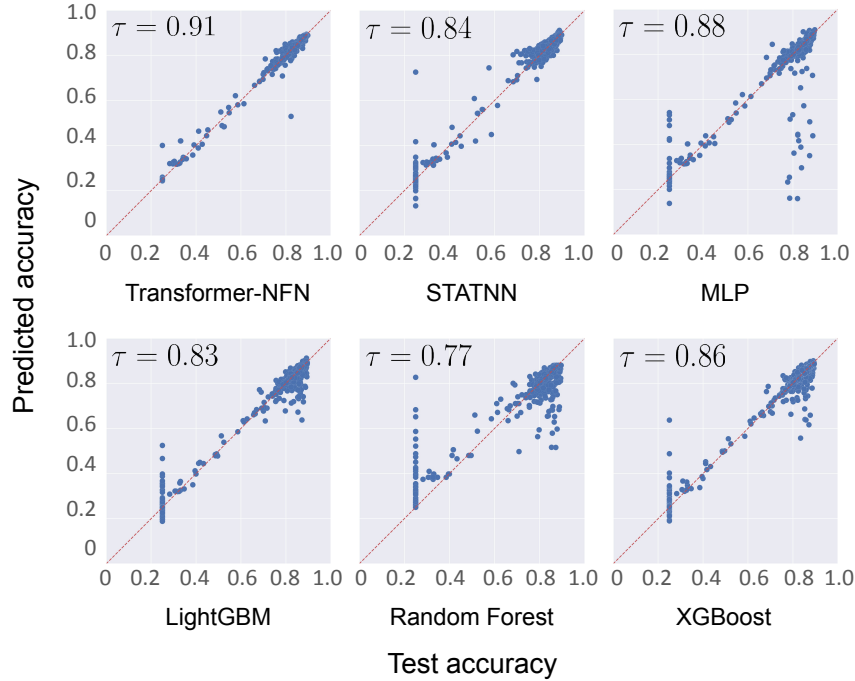 Predicted accuracy
1.0
0.8
0.6
0.4
0.2
0
τ = 0.91
0 0.2 0.4 0.6 0.8 1.0
Transformer-NFN
τ = 0.84
0 0.2 0.4 0.6 0.8 1.0
STATNN
τ = 0.88
0 0.2 0.4 0.6 0.8 1.0
MLP
1.0
0.8
0.6
0.4
0.2
0
τ = 0.83
0 0.2 0.4 0.6 0.8 1.0
LightGBM
τ = 0.77
0 0.2 0.4 0.6 0.8 1.0
Random Forest
τ = 0.86
0 0.2 0.4 0.6 0.8 1.0
XGBoost
Test accuracy